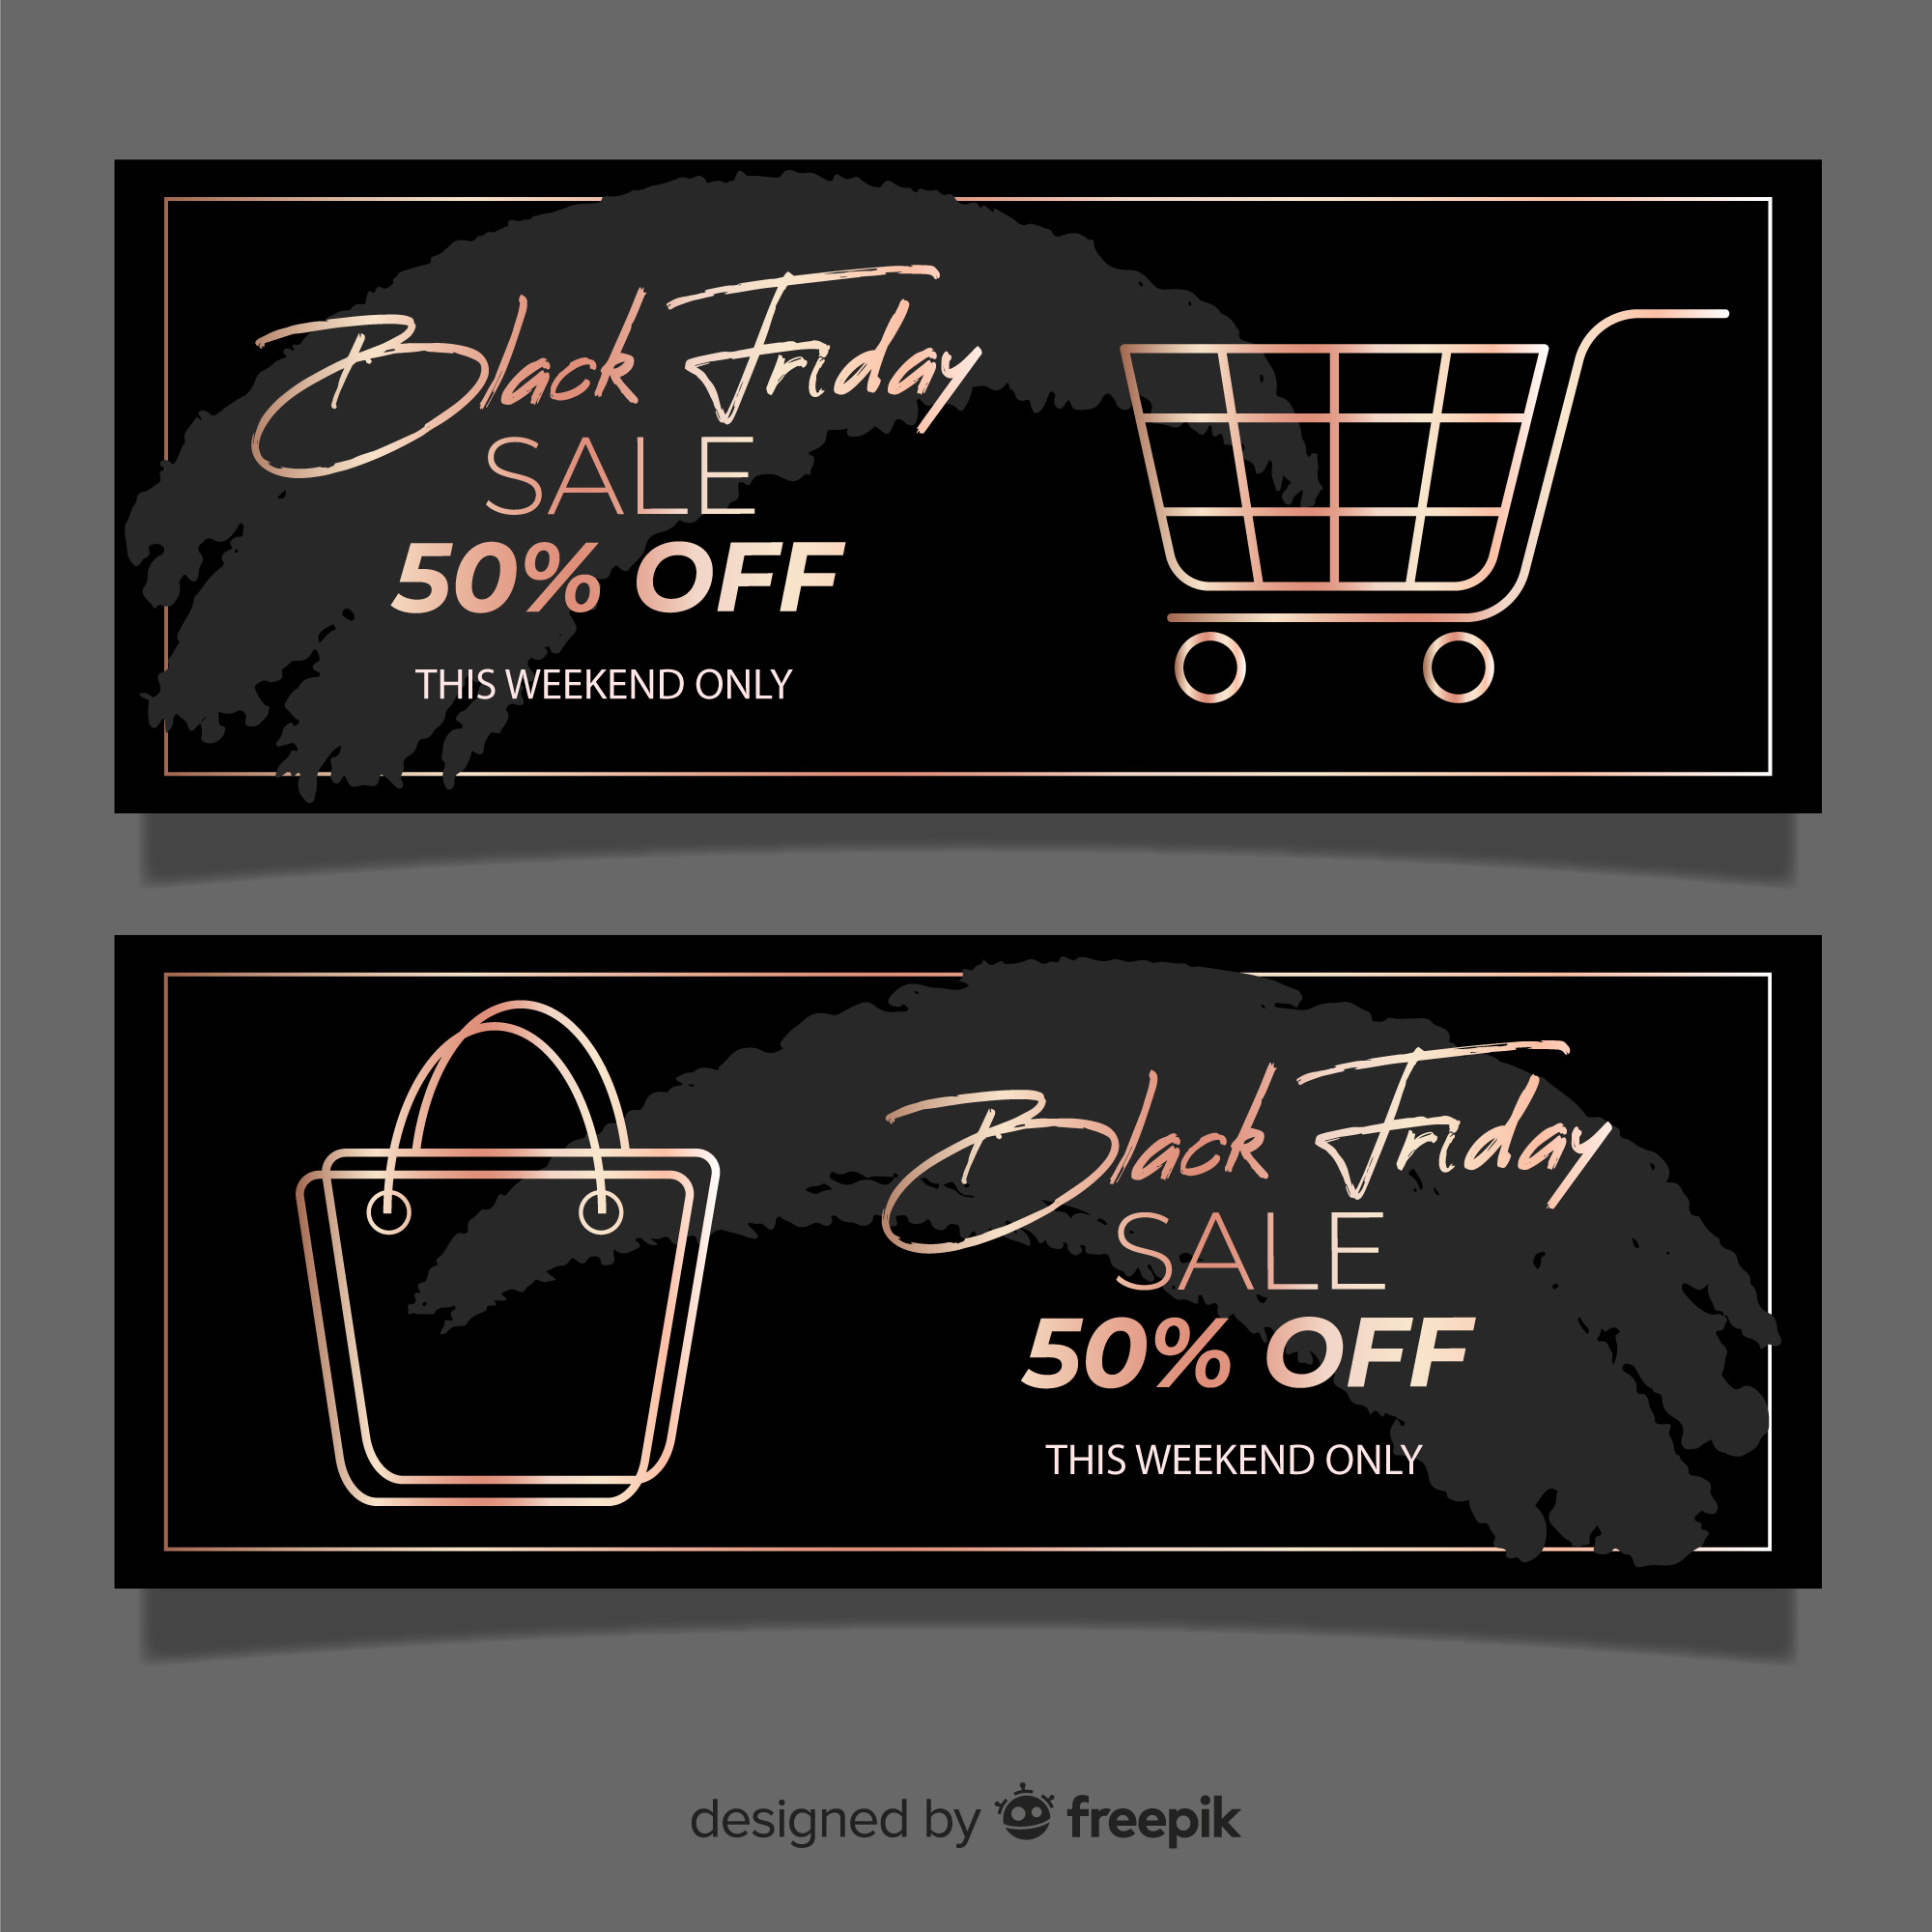 Black Friday
SALE
50% OFF
THIS WEEKEND ONLY
Black Friday
SALE
50% OFF
THIS WEEKEND ONLY
designed by freepik